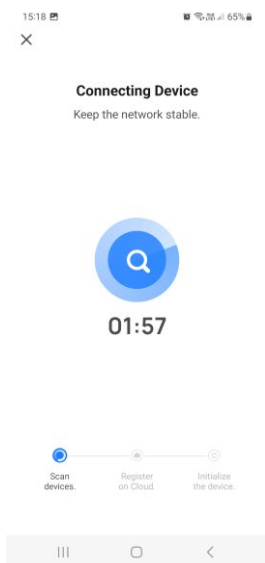 15:18 65%
Connecting Device
Keep the network stable.
01:57
Scan
devices.
Register
on Cloud.
Initialize
the device.